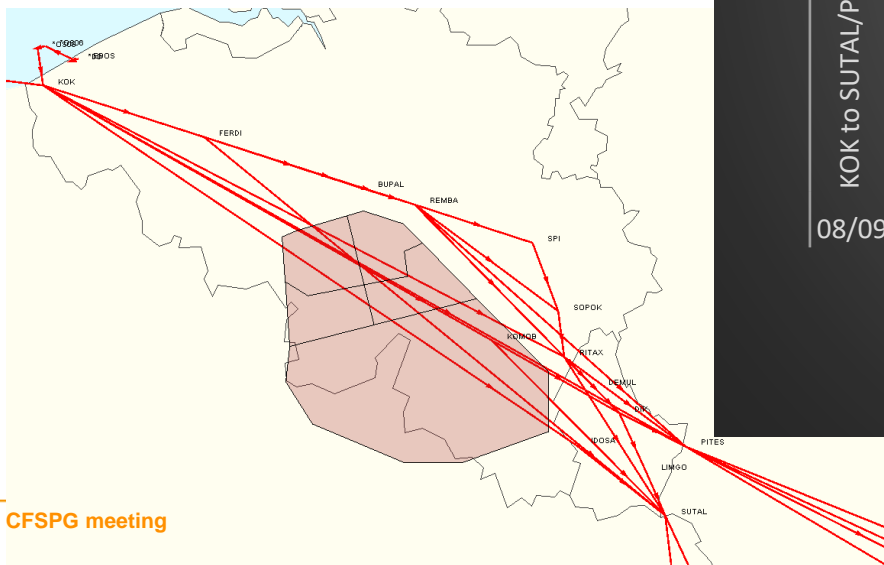 KOK
FERDI
BUPAL
REMBA
SPI
SOPOK
KOMOB
RITAX
DEMUL
DIK
IDOSA
PITES
LIMGO
SUTAL
CFSPG meeting
KOK to SUTAL/P
08/09